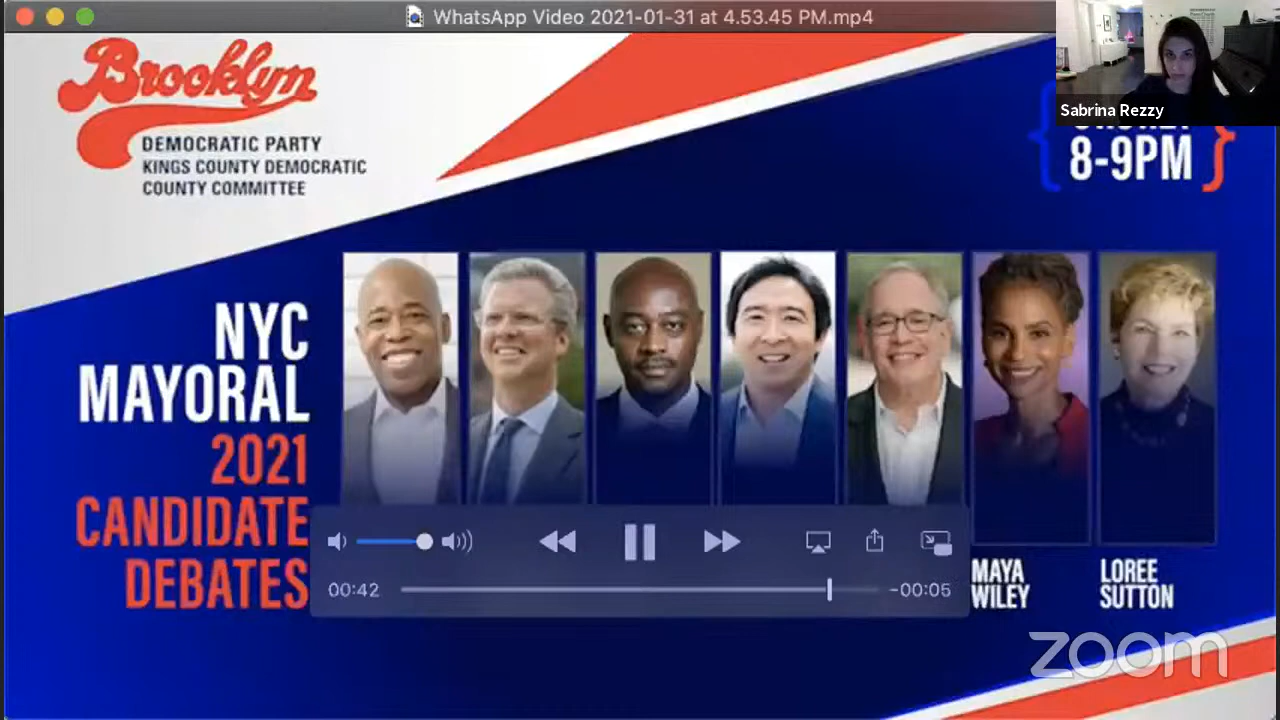 WhatsApp Video 2021-01-31 at 4.53.45 PM.mp4
Sabrina Rezzy
Brooklyn
DEMOCRATIC PARTY
KINGS COUNTY DEMOCRATIC
COUNTY COMMITTEE
8-9PM
NYC
MAYORAL
2021
CANDIDATE
DEBATES
00:42
-00:05
MAYA
WILEY
LOREE
SUTTON
zoom